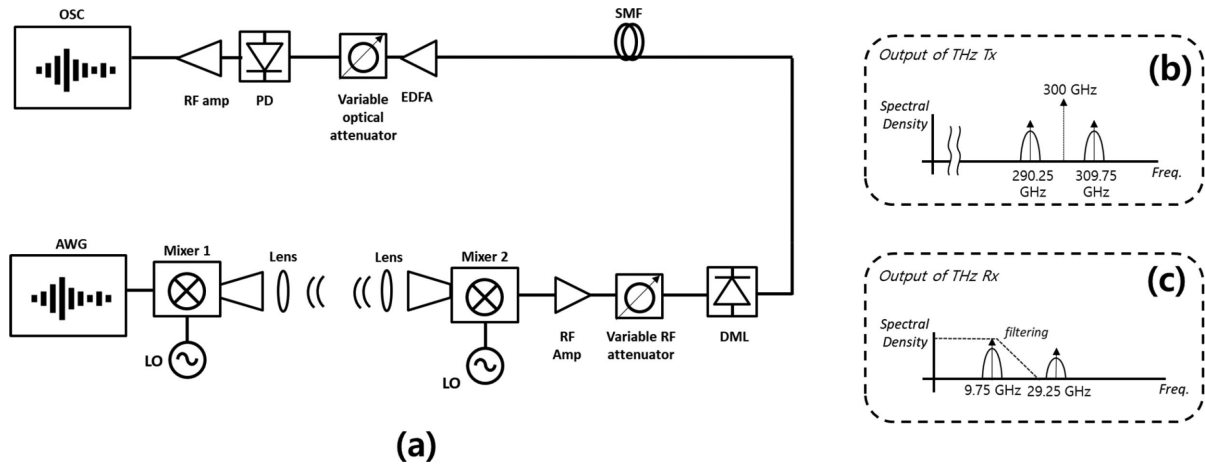 OSC
RF amp
PD
Variable
optical
attenuator
EDFA
SMF
AWG
Mixer 1
LO
Lens
Lens
Mixer 2
LO
RF
Amp
Variable RF
attenuator
DML
(a)
Output of THz Tx
(b)
Spectral
Density
300 GHz
290.25
GHz
309.75
GHz
Freq.
Output of THz Rx
(c)
Spectral
Density
filtering
9.75 GHz
29.25 GHz
Freq.